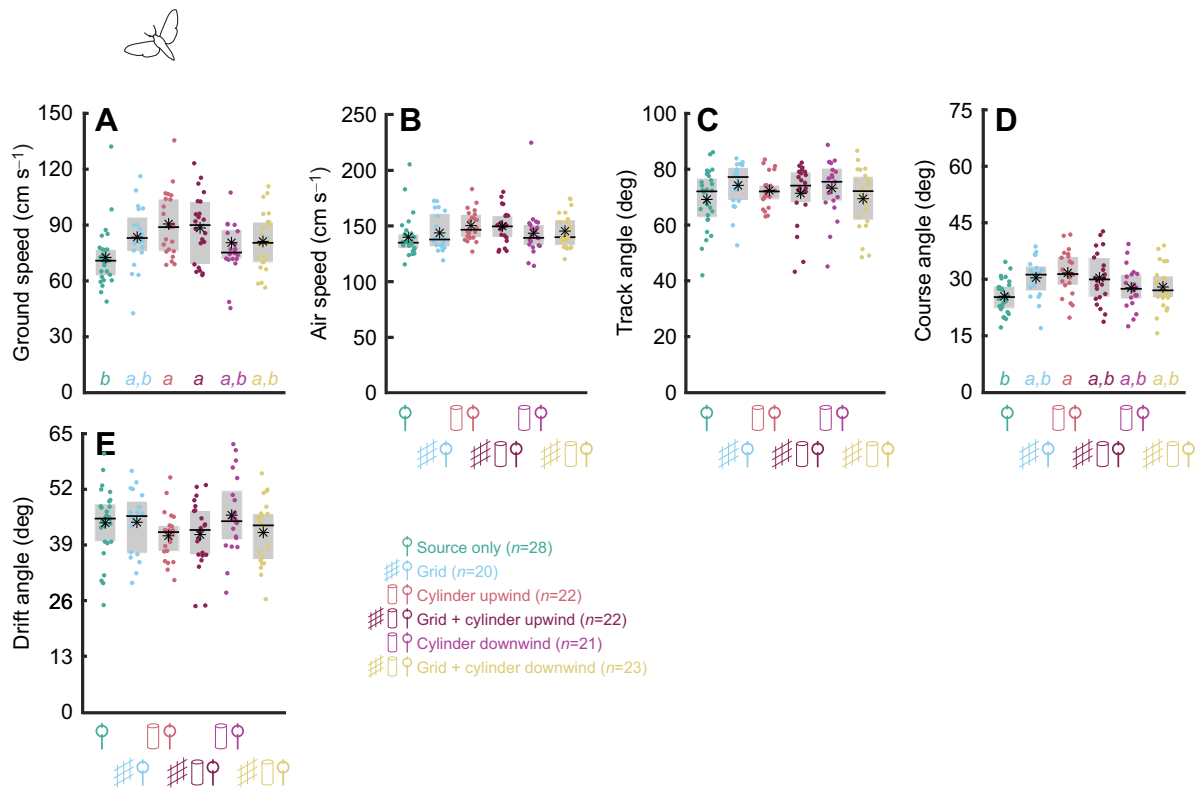 A
Ground speed (cm s⁻¹)
150
120
90
60
30
0
b a,b a a a,b a,b
B
Air speed (cm s⁻¹)
250
200
150
100
50
0
C
Track angle (deg)
100
80
60
40
20
0
D
Course angle (deg)
75
60
45
30
15
0
b a,b a a,b a,b a,b
E
Drift angle (deg)
65
52
39
26
13
0
Source only (n=28)
Grid (n=20)
Cylinder upwind (n=22)
Grid + cylinder upwind (n=22)
Cylinder downwind (n=21)
Grid + cylinder downwind (n=23)